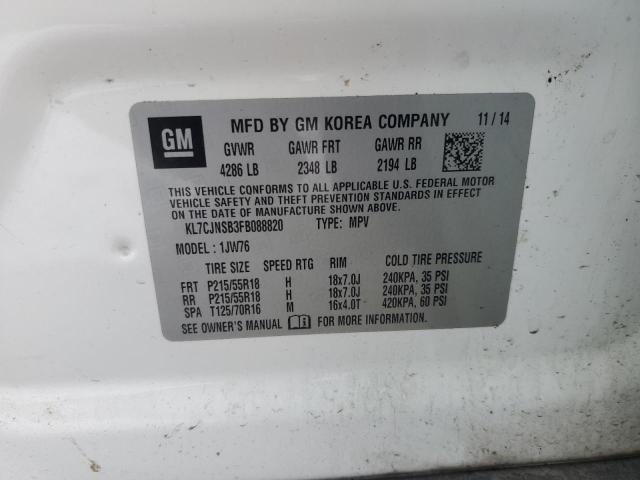 GM
MFD BY GM KOREA COMPANY 11/14
GVWR GAWR FRT GAWR RR
4286 LB 2348 LB 2194 LB
THIS VEHICLE CONFORMS TO ALL APPLICABLE U.S. FEDERAL MOTOR
VEHICLE SAFETY AND THEFT PREVENTION STANDARDS IN EFFECT
ON THE DATE OF MANUFACTURE SHOWN ABOVE.
KL7CJNSB3FB088820 TYPE: MPV
MODEL: 1JW76
TIRE SIZE SPEED RTG RIM COLD TIRE PRESSURE
FRT P215/55R18 H 18x7.0J 240KPA, 35 PSI
RR P215/55R18 H 18x7.0J 240KPA, 35 PSI
SPA T125/70R16 M 16x4.0T 420KPA, 60 PSI
SEE OWNER'S MANUAL FOR MORE INFORMATION.